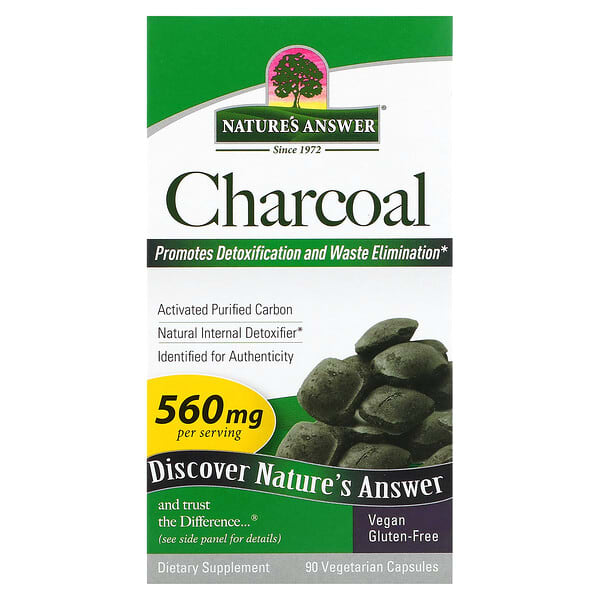 NATURE'S ANSWER®
Since 1972
Charcoal
Promotes Detoxification and Waste Elimination*
Activated Purified Carbon
Natural Internal Detoxifier*
Identified for Authenticity
560 mg
per serving
Discover Nature's Answer
and trust
the Difference...®
(see side panel for details)
Vegan
Gluten-Free
Dietary Supplement
90 Vegetarian Capsules